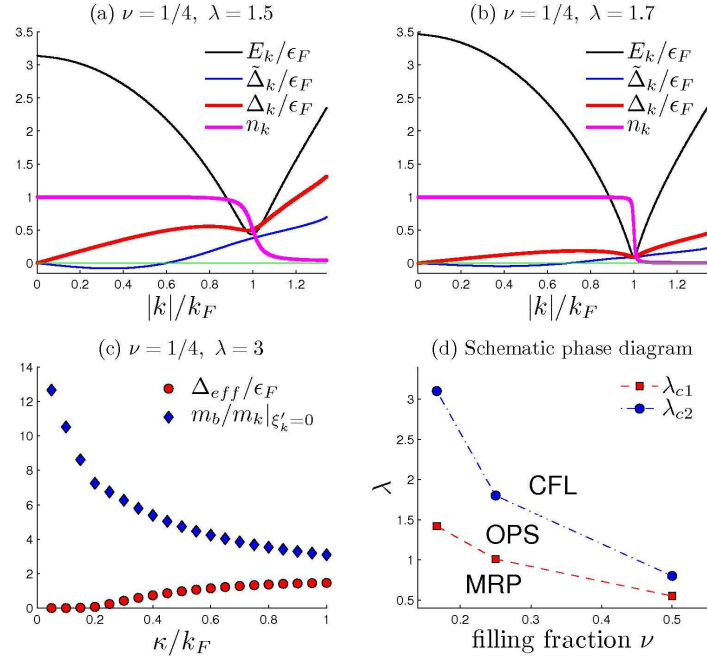 (a) ν = 1/4, λ = 1.5
3.5
3
2.5
2
1.5
1
0.5
0
E_k/ϵ_F
Δ̃_k/ϵ_F
Δ_k/ϵ_F
n_k
0 0.2 0.4 0.6 0.8 1 1.2
|k|/k_F
(b) ν = 1/4, λ = 1.7
3.5
3
2.5
2
1.5
1
0.5
0
E_k/ϵ_F
Δ̃_k/ϵ_F
Δ_k/ϵ_F
n_k
0 0.2 0.4 0.6 0.8 1 1.2
|k|/k_F
(c) ν = 1/4, λ = 3
14
12
10
8
6
4
2
0
Δ_eff/ϵ_F
m_b/m_k|_{ξ′_k=0}
0 0.2 0.4 0.6 0.8 1
κ/k_F
(d) Schematic phase diagram
3
2.5
2
1.5
1
0.5
λ
λ_c1
λ_c2
CFL
OPS
MRP
0.2 0.3 0.4 0.5
filling fraction ν